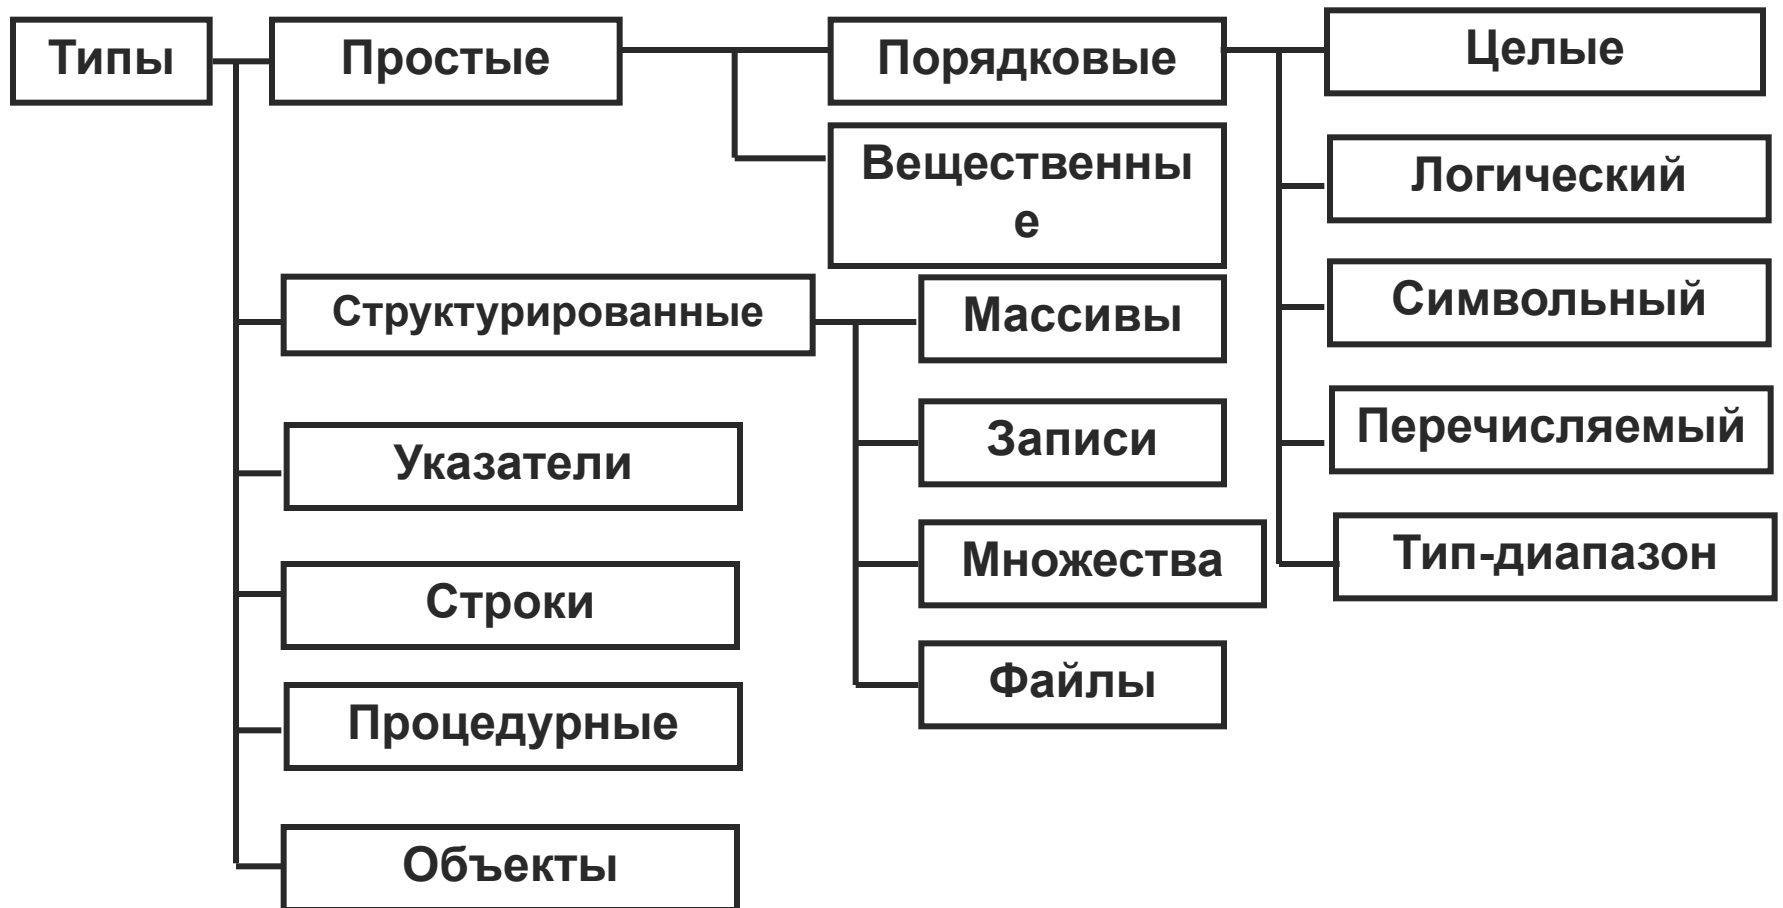 Типы
Простые
Порядковые
Целые
Вещественны
е
Логический
Структурированные
Массивы
Символьный
Указатели
Записи
Перечисляемый
Строки
Множества
Тип-диапазон
Процедурные
Файлы
Объекты